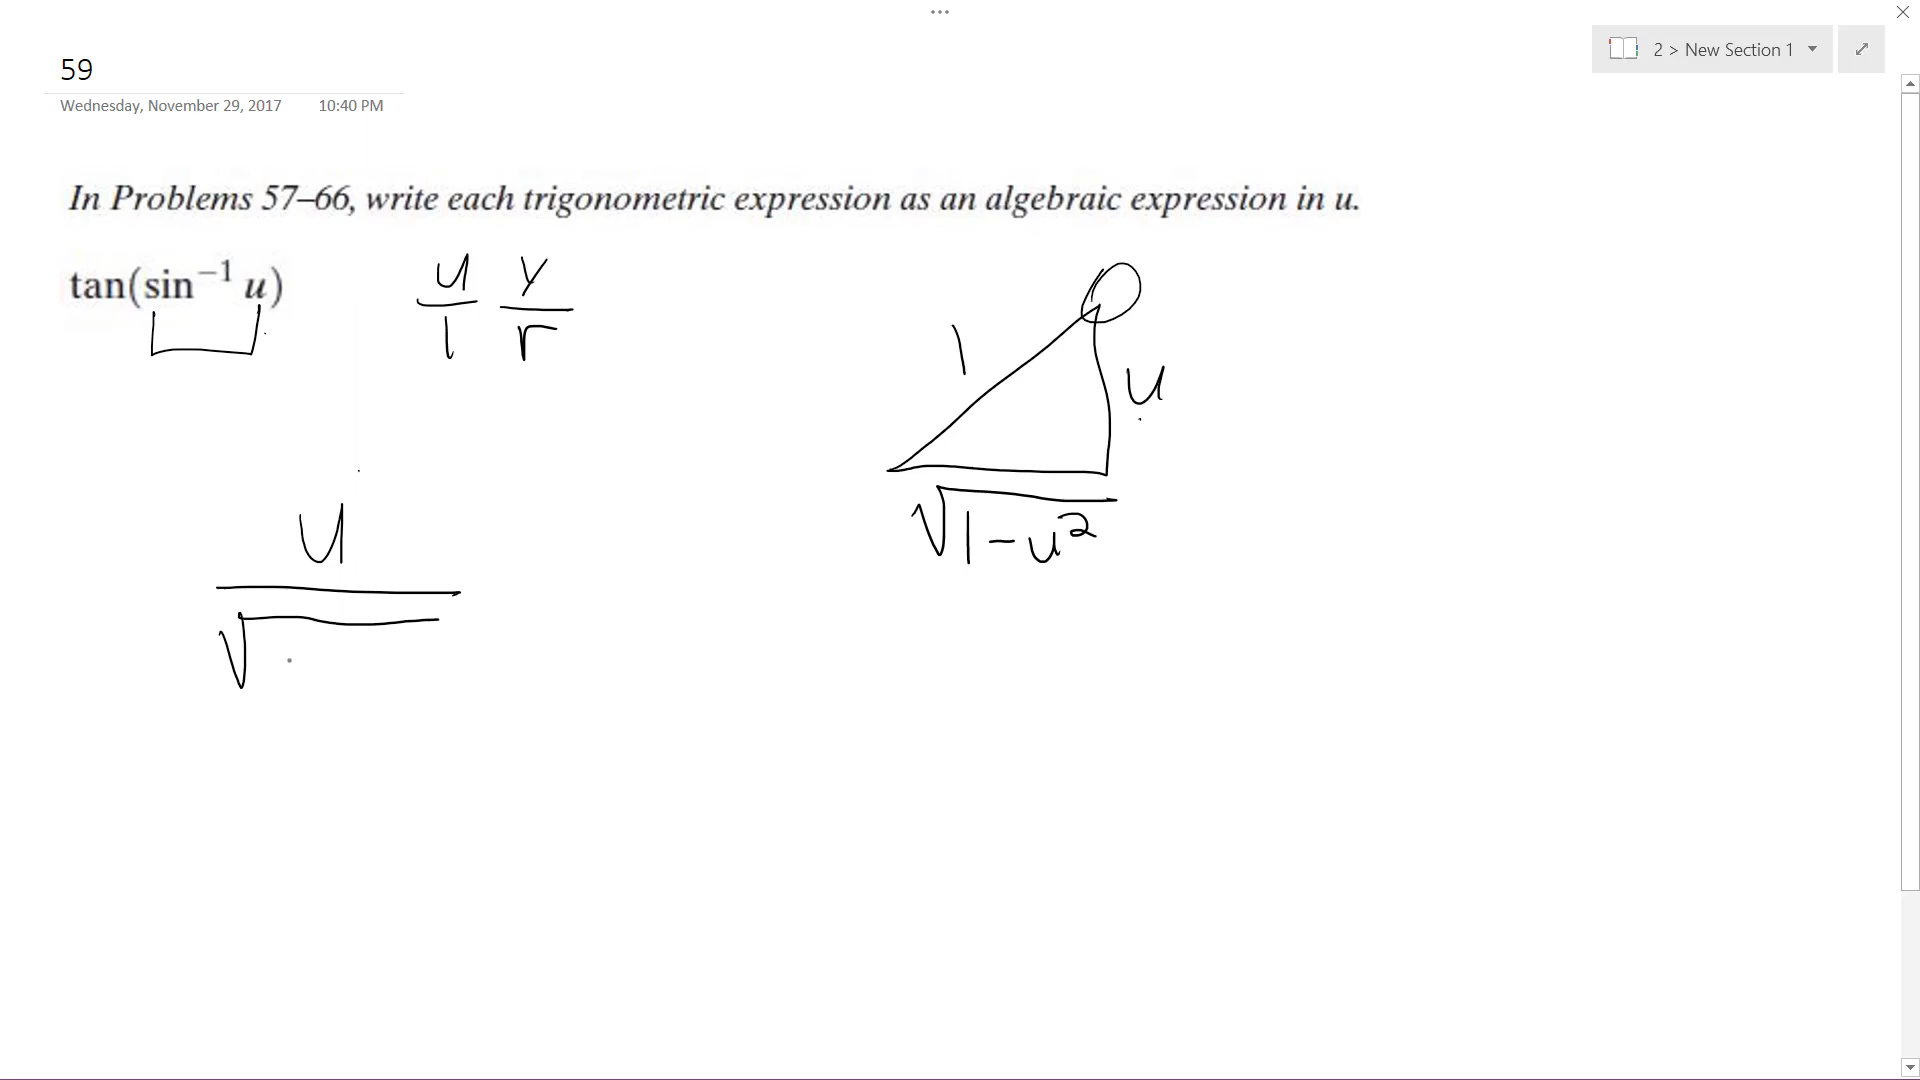 2 > New Section 1
59
Wednesday, November 29, 2017 10:40 PM
In Problems 57–66, write each trigonometric expression as an algebraic expression in u.
tan(sin⁻¹ u)
u/1 y/r
1
u
√(1-u²)
u/√